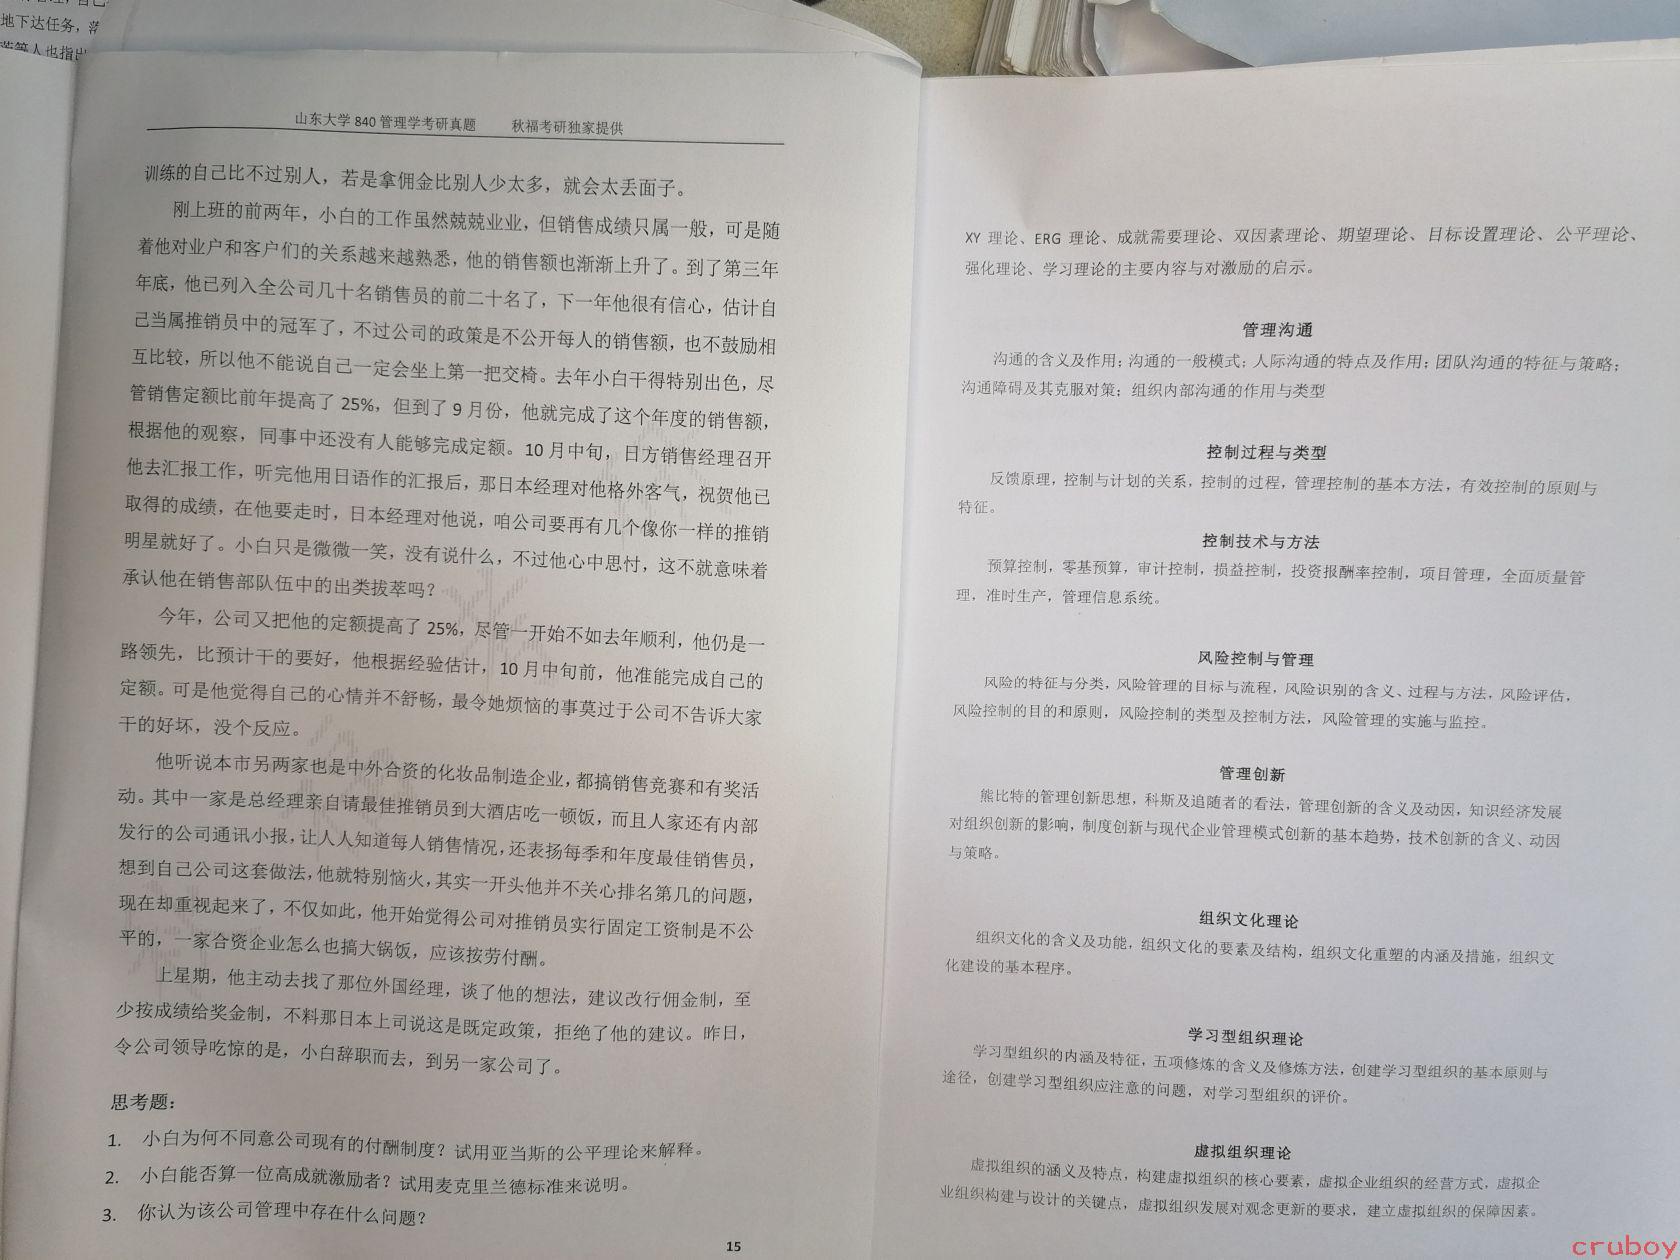 地下达任务，落
荒等人也指出
山东大学 840 管理学考研真题 秋福考研独家提供
训练的自己比不过别人，若是拿佣金比别人少太多，就会太丢面子。
刚上班的前两年，小白的工作虽然兢兢业业，但销售成绩只属一般，可是随
着他对业户和客户们的关系越来越熟悉，他的销售额也渐渐上升了。到了第三年
年底，他已列入全公司几十名销售员的前二十名了，下一年他很有信心，估计自
己当属推销员中的冠军了，不过公司的政策是不公开每人的销售额，也不鼓励相
互比较，所以他不能说自己一定会坐上第一把交椅。去年小白干得特别出色，尽
管销售定额比前年提高了 25%，但到了 9 月份，他就完成了这个年度的销售额，
根据他的观察，同事中还没有人能够完成定额。10 月中旬，日方销售经理召开
他去汇报工作，听完他用日语作的汇报后，那日本经理对他格外客气，祝贺他已
取得的成绩，在他要走时，日本经理对他说，咱公司要再有几个像你一样的推销
明星就好了。小白只是微微一笑，没有说什么，不过他心中思忖，这不就意味着
承认他在销售部队伍中的出类拔萃吗？
今年，公司又把他的定额提高了 25%，尽管一开始不如去年顺利，他仍是一
路领先，比预计干的要好，他根据经验估计，10 月中旬前，他准能完成自己的
定额。可是他觉得自己的心情并不舒畅，最令她烦恼的事莫过于公司不告诉大家
干的好坏，没个反应。
他听说本市另两家也是中外合资的化妆品制造企业，都搞销售竞赛和有奖活
动。其中一家是总经理亲自请最佳推销员到大酒店吃一顿饭，而且人家还有内部
发行的公司通讯小报，让人人知道每人销售情况，还表扬每季和年度最佳销售员，
想到自己公司这套做法，他就特别恼火，其实一开头他并不关心排名第几的问题，
现在却重视起来了，不仅如此，他开始觉得公司对推销员实行固定工资制是不公
平的，一家合资企业怎么也搞大锅饭，应该按劳付酬。
上星期，他主动去找了那位外国经理，谈了他的想法，建议改行佣金制，至
少按成绩给奖金制，不料那日本上司说这是既定政策，拒绝了他的建议。昨日，
令公司领导吃惊的是，小白辞职而去，到另一家公司了。
思考题：
1. 小白为何不同意公司现有的付酬制度？试用亚当斯的公平理论来解释。
2. 小白能否算一位高成就激励者？试用麦克里兰德标准来说明。
3. 你认为该公司管理中存在什么问题？
15
XY 理论、ERG 理论、成就需要理论、双因素理论、期望理论、目标设置理论、公平理论、
强化理论、学习理论的主要内容与对激励的启示。
管理沟通
沟通的含义及作用；沟通的一般模式；人际沟通的特点及作用；团队沟通的特征与策略；
沟通障碍及其克服对策；组织内部沟通的作用与类型
控制过程与类型
反馈原理，控制与计划的关系，控制的过程，管理控制的基本方法，有效控制的原则与
特征。
控制技术与方法
预算控制，零基预算，审计控制，损益控制，投资报酬率控制，项目管理，全面质量管
理，准时生产，管理信息系统。
风险控制与管理
风险的特征与分类，风险管理的目标与流程，风险识别的含义、过程与方法，风险评估，
风险控制的目的和原则，风险控制的类型及控制方法，风险管理的实施与监控。
管理创新
熊比特的管理创新思想，科斯及追随者的看法，管理创新的含义及动因，知识经济发展
对组织创新的影响，制度创新与现代企业管理模式创新的基本趋势，技术创新的含义、动因
与策略。
组织文化理论
组织文化的含义及功能，组织文化的要素及结构，组织文化重塑的内涵及措施，组织文
化建设的基本程序。
学习型组织理论
学习型组织的内涵及特征，五项修炼的含义及修炼方法，创建学习型组织的基本原则与
途径，创建学习型组织应注意的问题，对学习型组织的评价。
虚拟组织理论
虚拟组织的涵义及特点，构建虚拟组织的核心要素，虚拟企业组织的经营方式，虚拟企
业组织构建与设计的关键点，虚拟组织发展对观念更新的要求，建立虚拟组织的保障因素。
cruboy